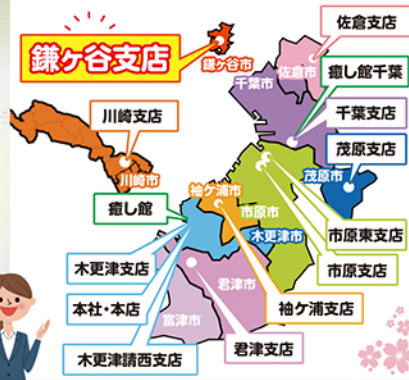 佐倉支店
鎌ヶ谷支店
鎌ヶ谷市
佐倉市
癒し館千葉
千葉市
千葉支店
川崎支店
茂原支店
川崎市
茂原市
袖ケ浦市
癒し館
市原市
木更津市
市原東支店
木更津支店
市原支店
君津市
本社・本店
袖ケ浦支店
富津市
君津支店
木更津請西支店